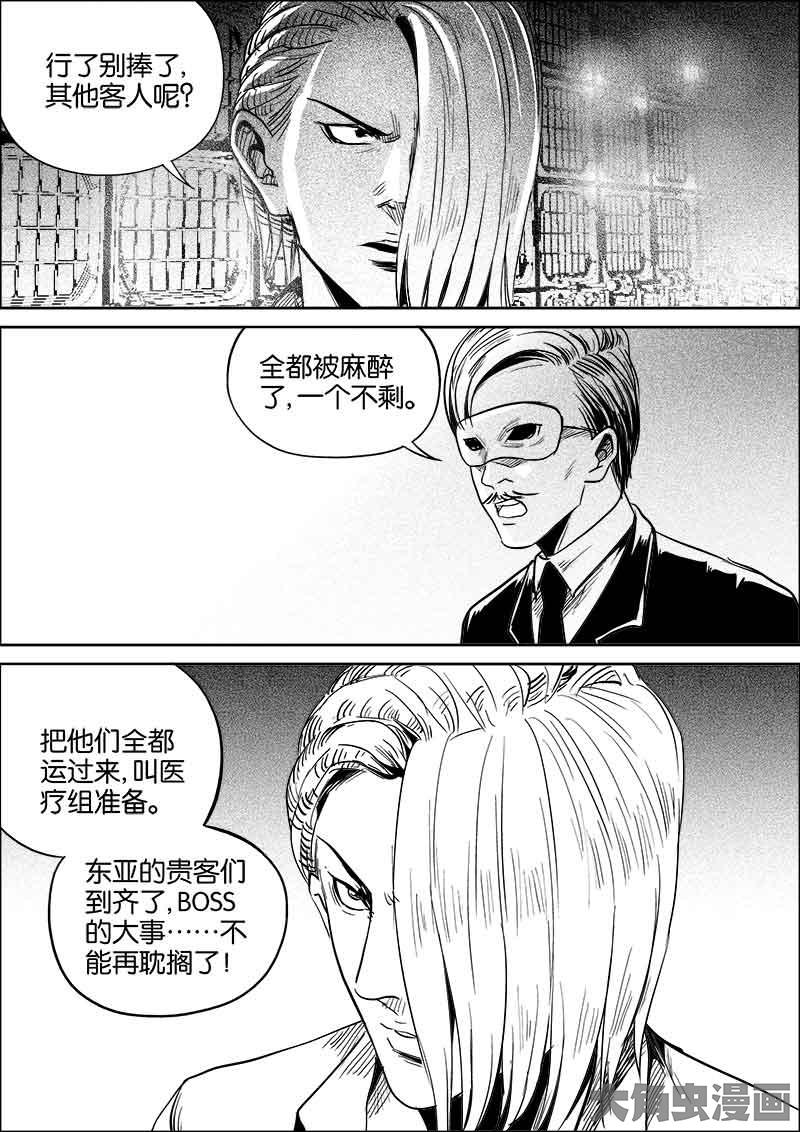 行了别捧了,
其他客人呢?
全都被麻醉
了,一个不剩。
把他们全都
运过来,叫医
疗组准备。
东亚的贵客们
到齐了,BOSS
的大事……不
能再耽搁了!
大角虫漫画